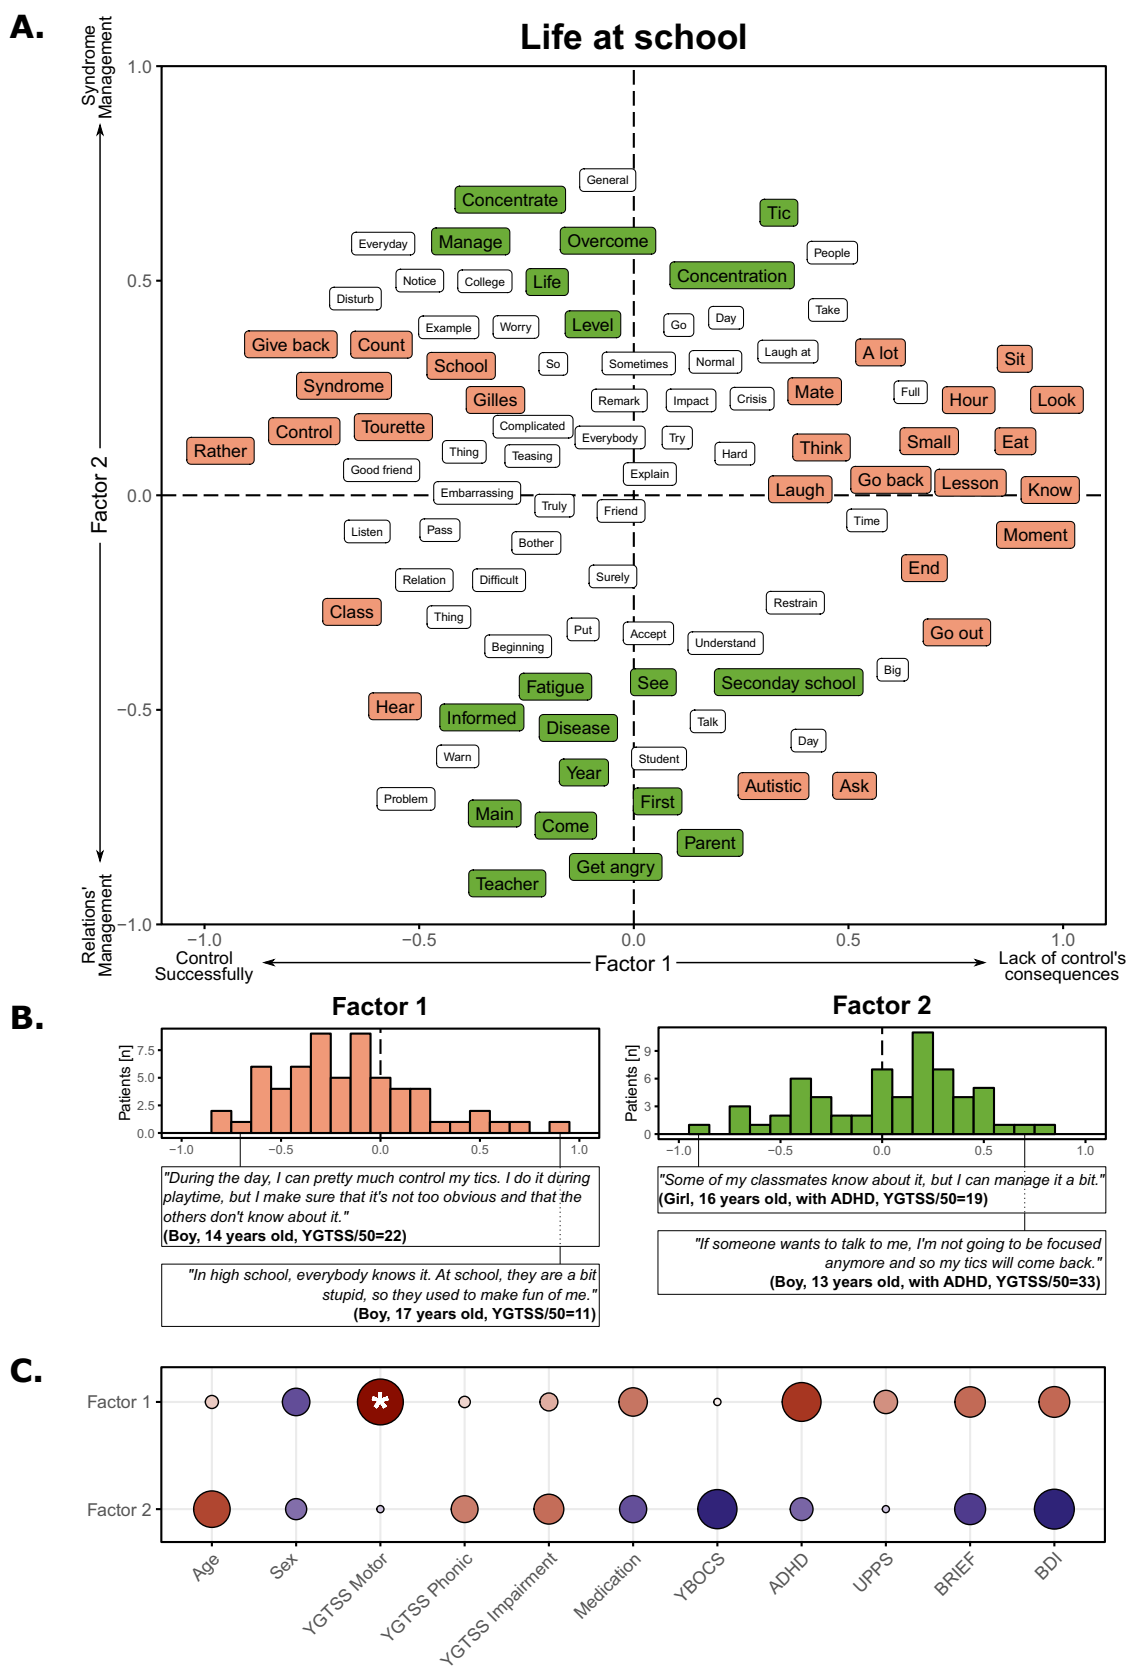 A.
Life at school
Syndrome
Management
1.0
General
Concentrate
Tic
Everyday
Manage
Overcome
People
Notice
College
Life
Concentration
0.5
Disturb
Example
Worry
Level
Go
Day
Take
Give back
Count
School
So
Sometimes
Normal
Laugh at
A lot
Sit
Syndrome
Gilles
Remark
Impact
Crisis
Mate
Full
Hour
Look
Rather
Control
Tourette
Complicated
Everybody
Try
Hard
Think
Small
Eat
Thing
Teasing
Good friend
Explain
Embarrassing
Laugh
Go back
Lesson
Know
0.0
Factor 2
Truly
Friend
Time
Moment
Listen
Pass
Bother
End
Relation
Difficult
Surely
Restrain
Class
Thing
Put
Accept
Understand
Go out
Beginning
Big
Fatigue
See
Seconday school
Hear
Informed
Disease
Talk
−0.5
Day
Warn
Student
Problem
Year
First
Autistic
Ask
Main
Come
Parent
Get angry
Teacher
Relations'
Management
−1.0
−1.0
−0.5
0.0
0.5
1.0
Control
Successfully
Factor 1
Lack of control's
consequences
B.
Factor 1
Patients [n]
7.5
5.0
2.5
0.0
−1.0
−0.5
0.0
0.5
1.0
"During the day, I can pretty much control my tics. I do it during
playtime, but I make sure that it's not too obvious and that the
others don't know about it."
(Boy, 14 years old, YGTSS/50=22)
"In high school, everybody knows it. At school, they are a bit
stupid, so they used to make fun of me."
(Boy, 17 years old, YGTSS/50=11)
Factor 2
Patients [n]
9
6
3
0
−1.0
−0.5
0.0
0.5
1.0
"Some of my classmates know about it, but I can manage it a bit."
(Girl, 16 years old, with ADHD, YGTSS/50=19)
"If someone wants to talk to me, I'm not going to be focused
anymore and so my tics will come back."
(Boy, 13 years old, with ADHD, YGTSS/50=33)
C.
Factor 1
*
Factor 2
Age
Sex
YGTSS Motor
YGTSS Phonic
YGTSS Impairment
Medication
YBOCS
ADHD
UPPS
BRIEF
BDI